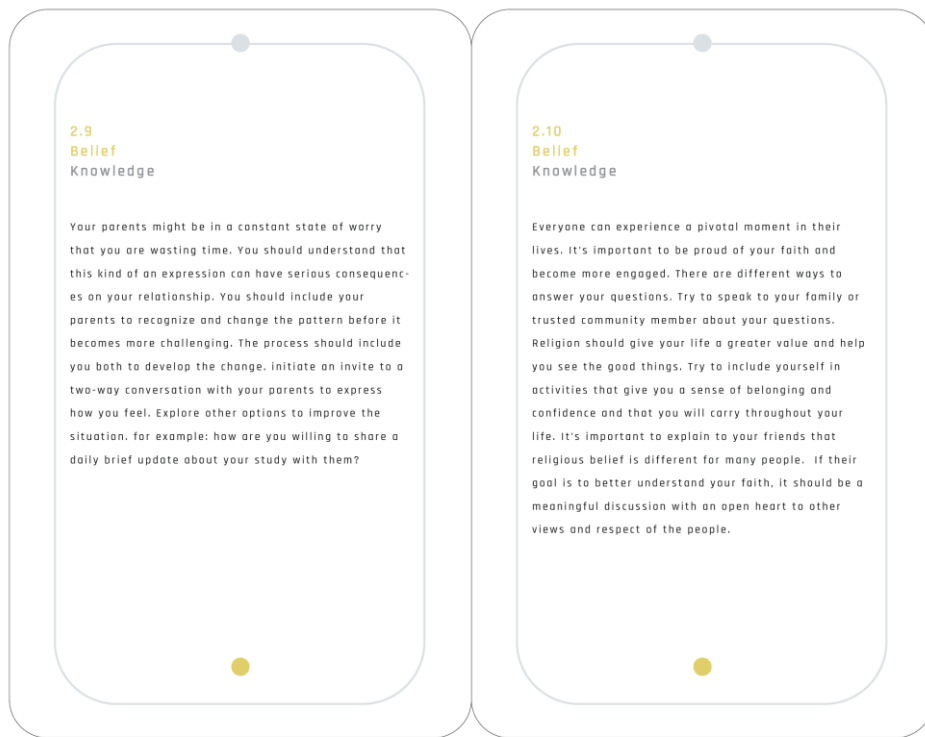 2.9
Belief
Knowledge
Your parents might be in a constant state of worry
that you are wasting time. You should understand that
this kind of an expression can have serious consequenc-
es on your relationship. You should include your
parents to recognize and change the pattern before it
becomes more challenging. The process should include
you both to develop the change. initiate an invite to a
two-way conversation with your parents to express
how you feel. Explore other options to improve the
situation. for example: how are you willing to share a
daily brief update about your study with them?
2.10
Belief
Knowledge
Everyone can experience a pivotal moment in their
lives. It's important to be proud of your faith and
become more engaged. There are different ways to
answer your questions. Try to speak to your family or
trusted community member about your questions.
Religion should give your life a greater value and help
you see the good things. Try to include yourself in
activities that give you a sense of belonging and
confidence and that you will carry throughout your
life. It's important to explain to your friends that
religious belief is different for many people.  If their
goal is to better understand your faith, it should be a
meaningful discussion with an open heart to other
views and respect of the people.